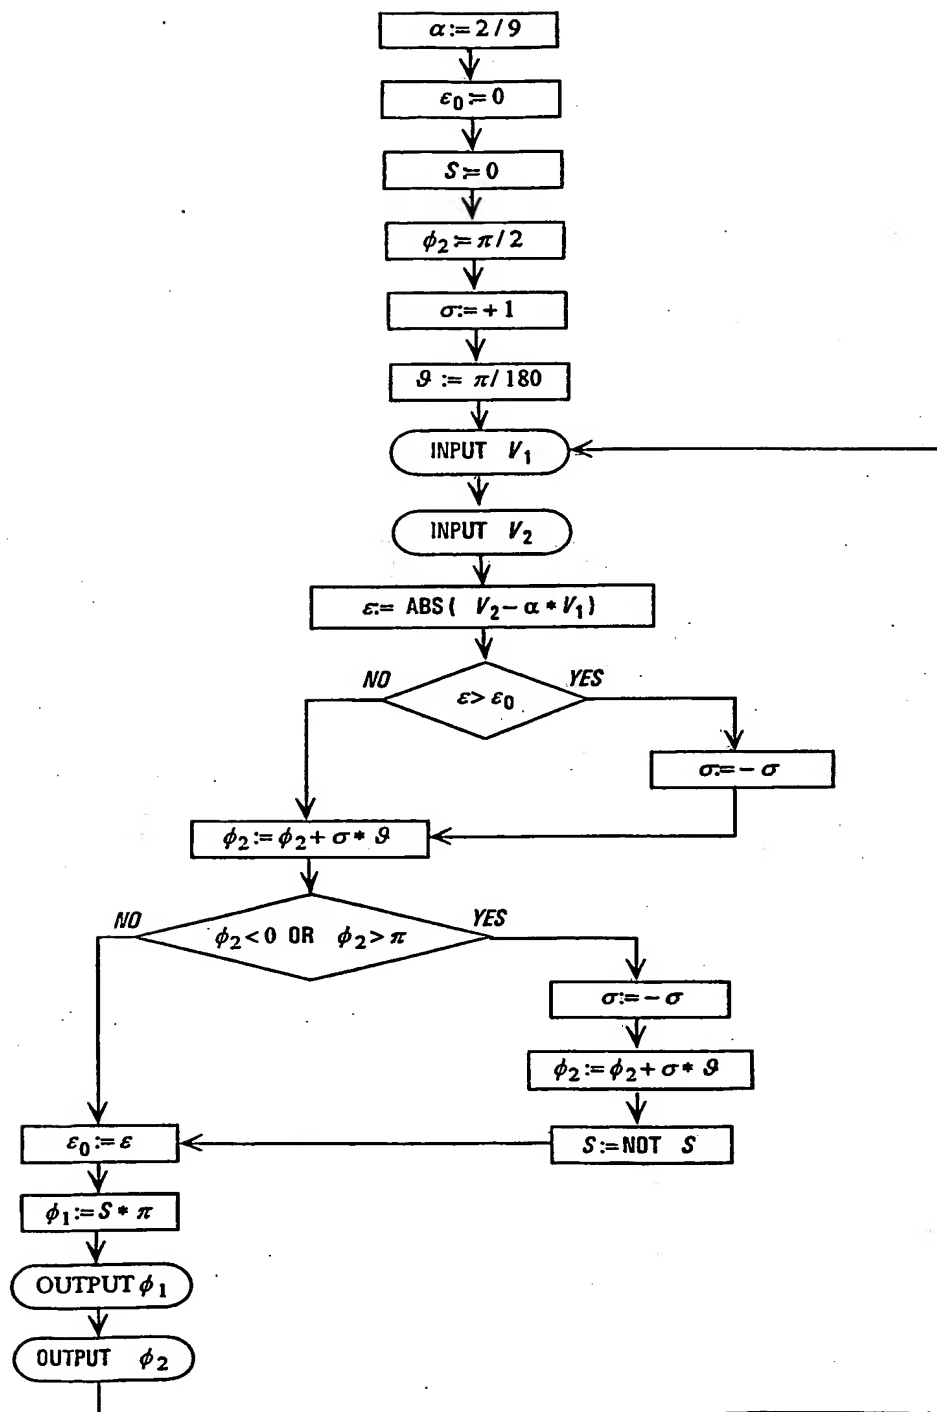 α:= 2/9
ε₀:= 0
S:= 0
ϕ₂:= π/2
σ:= + 1
ϑ := π/180
INPUT V₁
INPUT V₂
ε:= ABS( V₂- α * V₁)
NO
YES
ε> ε₀
σ:= - σ
ϕ₂:= ϕ₂+ σ* ϑ
NO
YES
ϕ₂<0 OR ϕ₂>π
σ:= - σ
ϕ₂:= ϕ₂+ σ* ϑ
ε₀:= ε
S:= NOT S
ϕ₁:= S* π
OUTPUT ϕ₁
OUTPUT ϕ₂